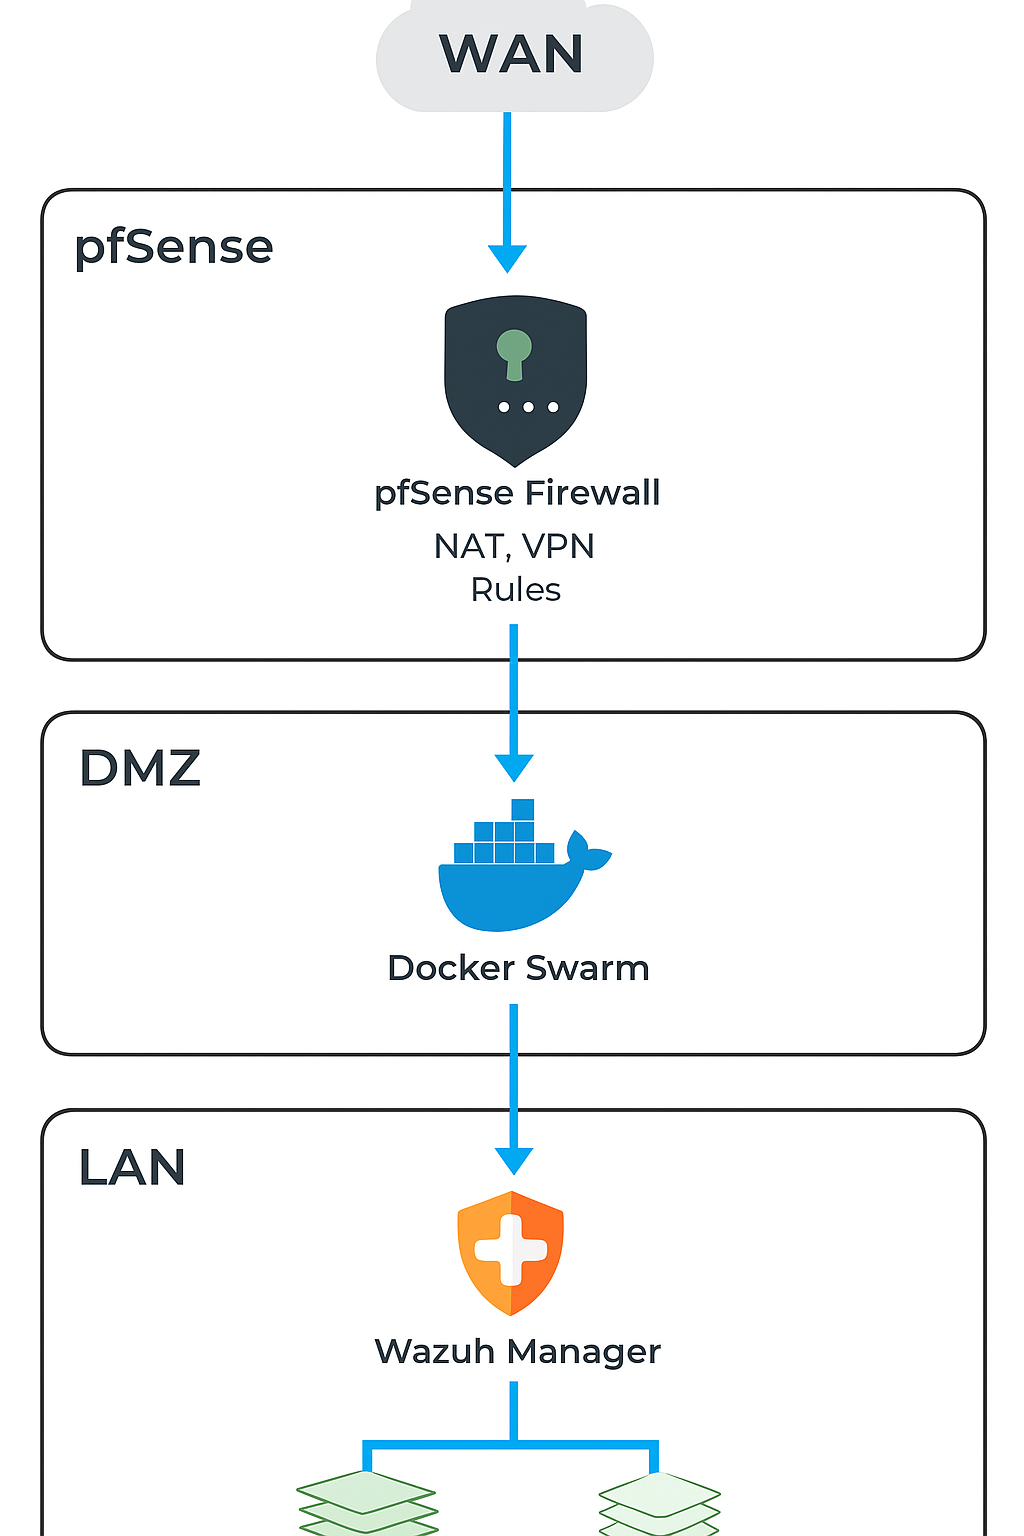 WAN
pfSense
pfSense Firewall
NAT, VPN
Rules
DMZ
Docker Swarm
LAN
Wazuh Manager